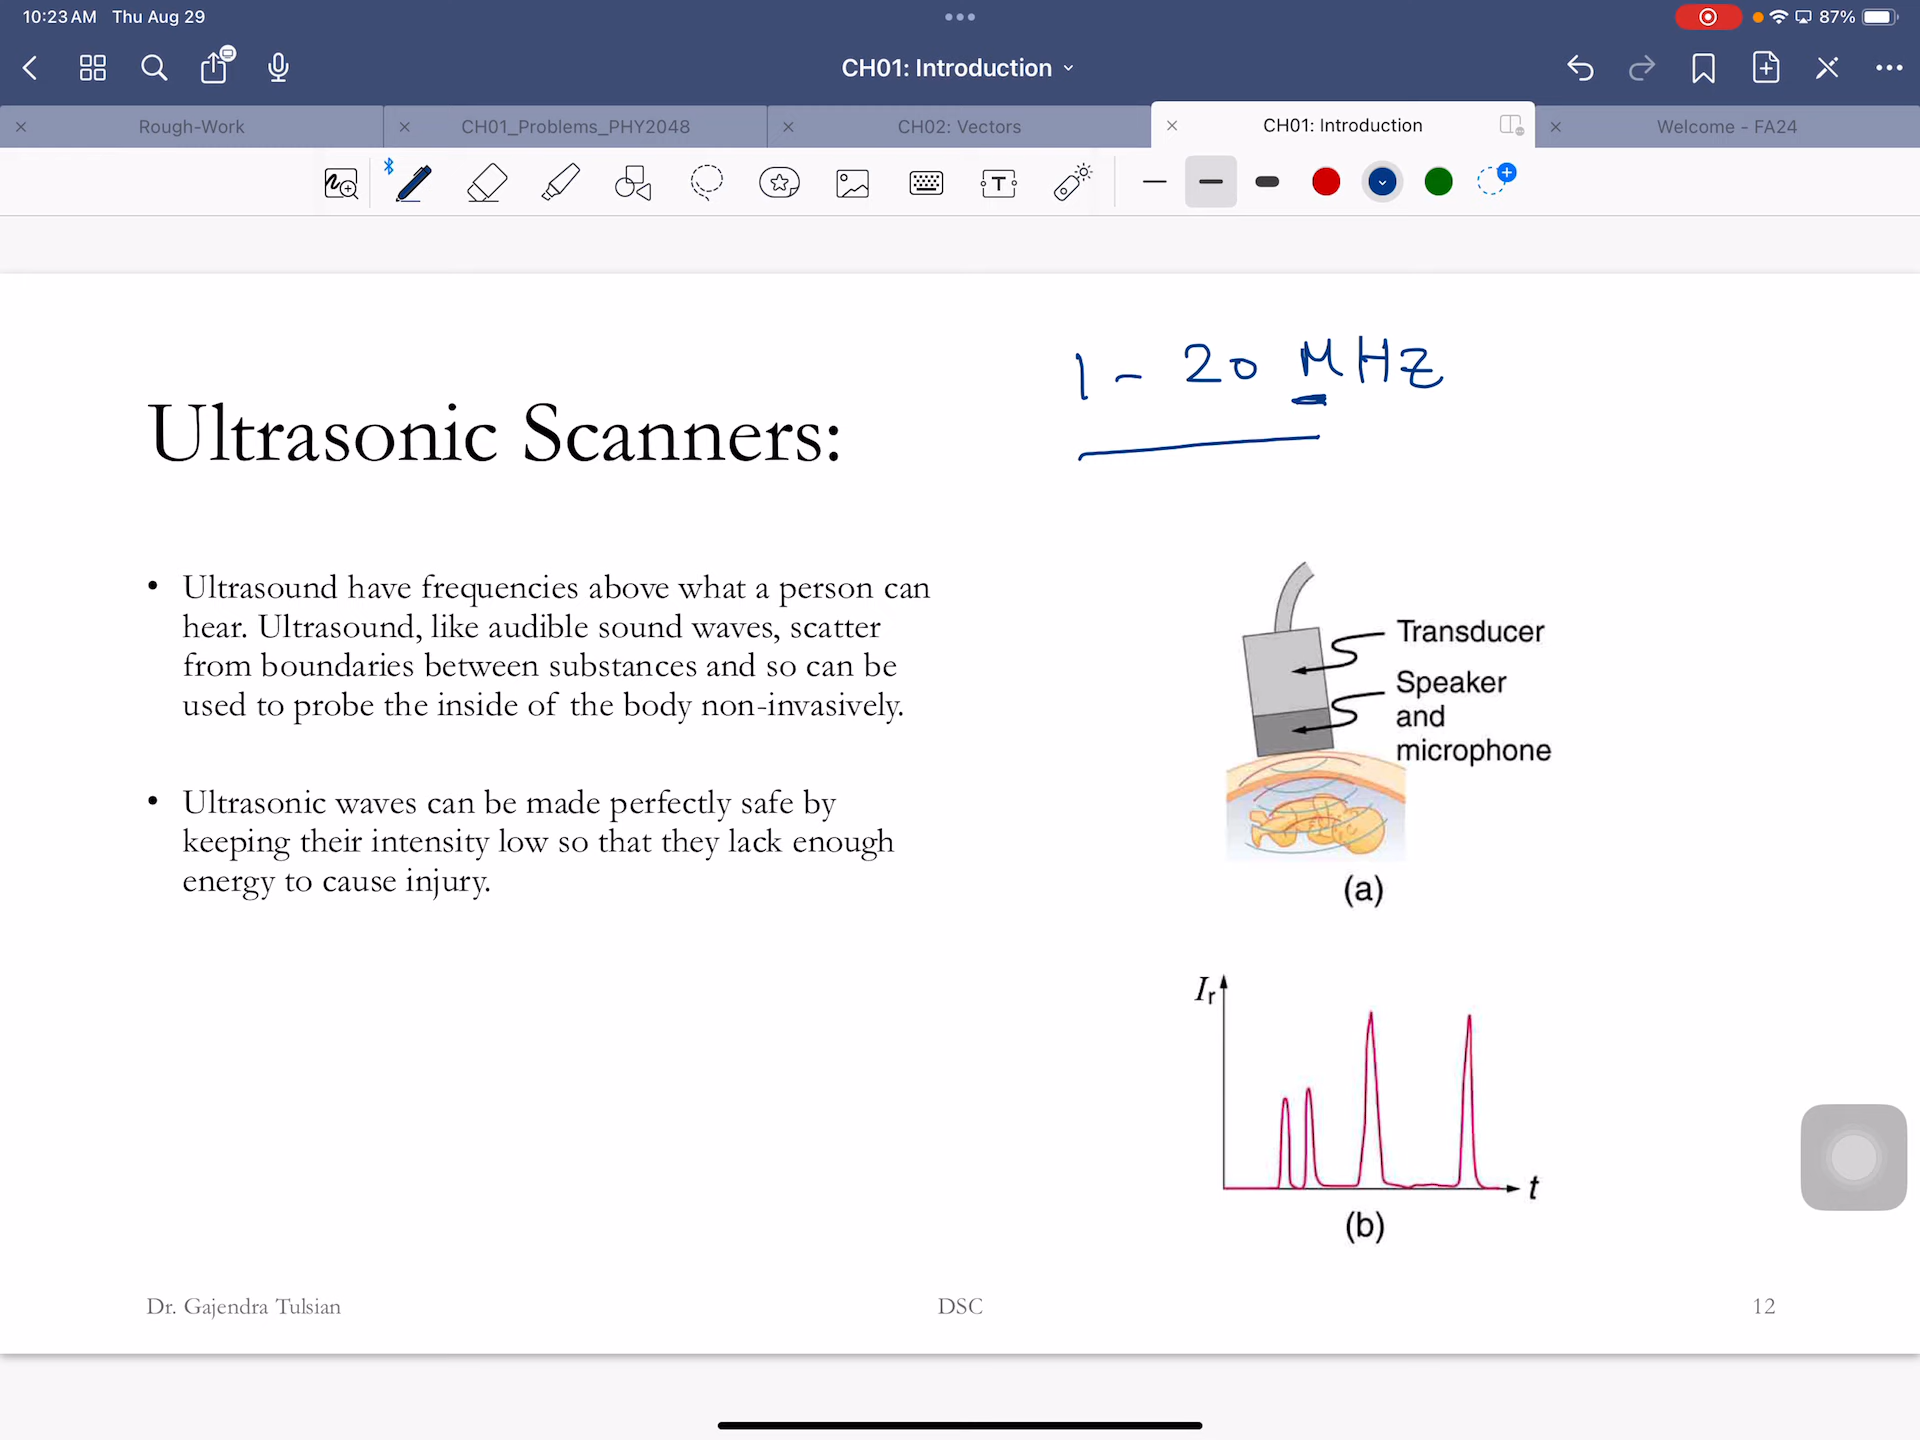 10:23 AM Thu Aug 29
87%
CH01: Introduction
Rough-Work
CH01_Problems_PHY2048
CH02: Vectors
CH01: Introduction
Welcome - FA24
T
1 - 20 MHZ
Ultrasonic Scanners:
• Ultrasound have frequencies above what a person can
hear. Ultrasound, like audible sound waves, scatter
from boundaries between substances and so can be
used to probe the inside of the body non-invasively.
• Ultrasonic waves can be made perfectly safe by
keeping their intensity low so that they lack enough
energy to cause injury.
Transducer
Speaker
and
microphone
(a)
Ir
t
(b)
Dr. Gajendra Tulsian
DSC
12